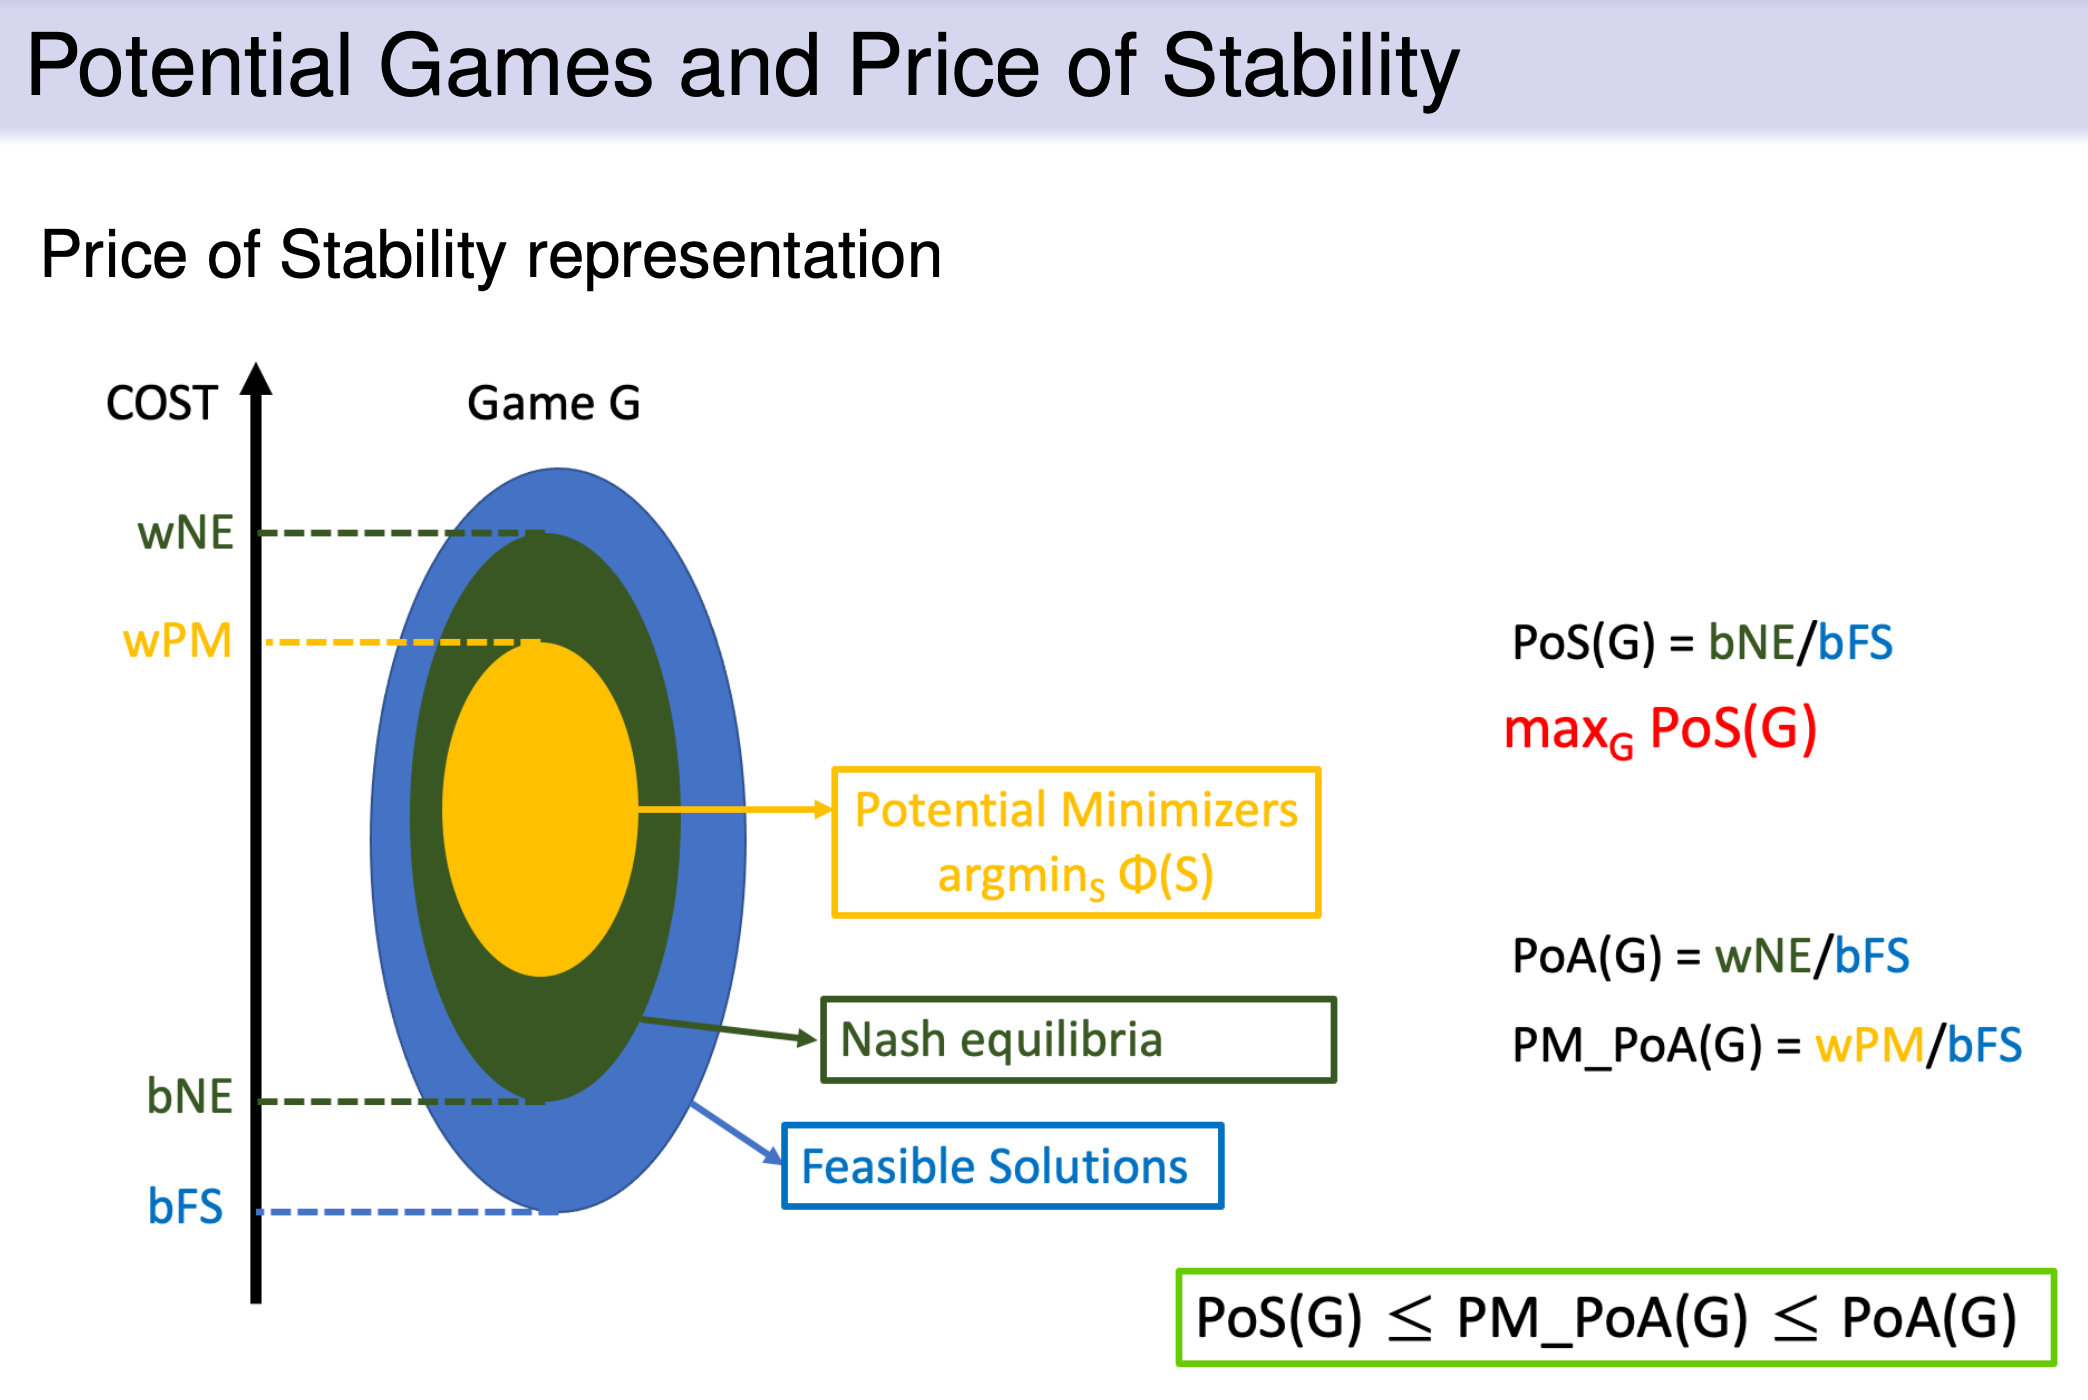 Potential Games and Price of Stability
Price of Stability representation
COST
Game G
wNE
wPM
bNE
bFS
Potential Minimizers
argminₛ Φ(S)
Nash equilibria
Feasible Solutions
PoS(G) = bNE/bFS
max_G PoS(G)
PoA(G) = wNE/bFS
PM_PoA(G) = wPM/bFS
PoS(G) ≤ PM_PoA(G) ≤ PoA(G)